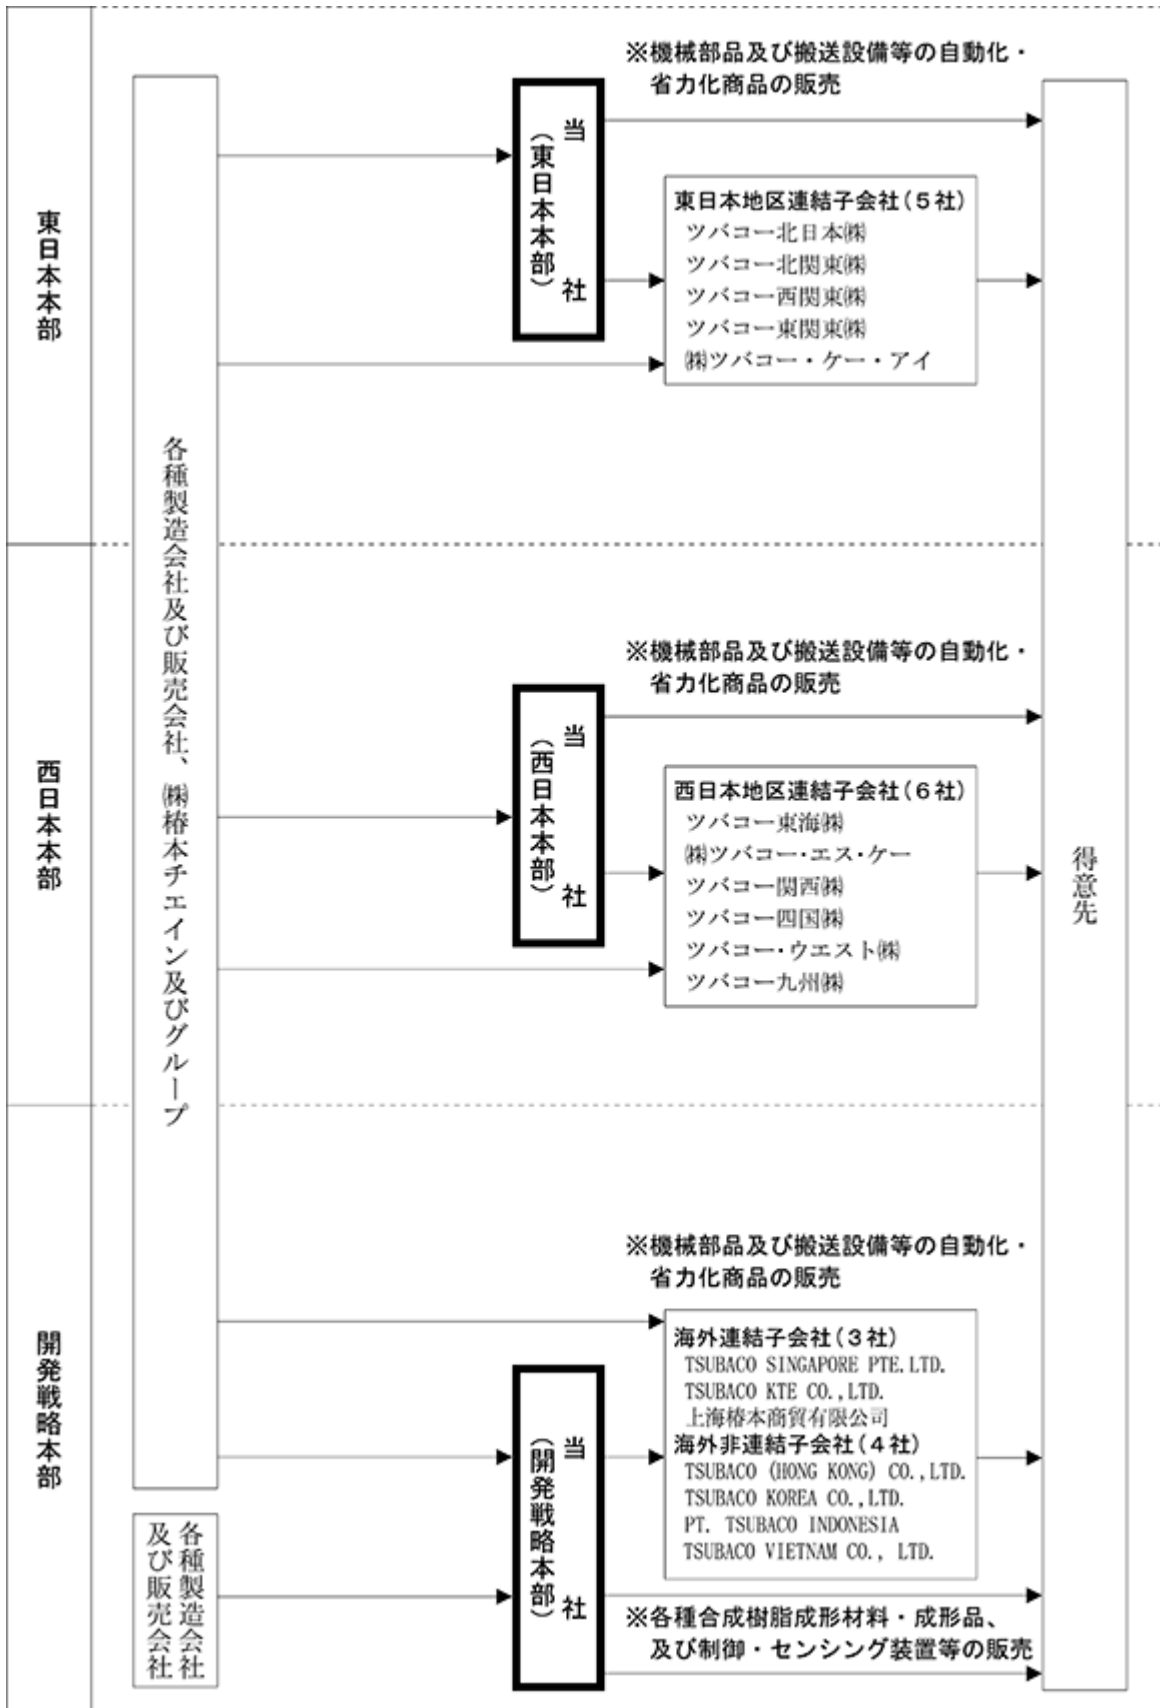 東日本本部
各種製造会社及び販売会社、㈱椿本チエイン及びグループ
※機械部品及び搬送設備等の自動化・
省力化商品の販売
当社
（東日本本部）
東日本地区連結子会社（５社）
ツバコー北日本㈱
ツバコー北関東㈱
ツバコー西関東㈱
ツバコー東関東㈱
㈱ツバコー・ケー・アイ
得意先
西日本本部
※機械部品及び搬送設備等の自動化・
省力化商品の販売
当社
（西日本本部）
西日本地区連結子会社（６社）
ツバコー東海㈱
㈱ツバコー・エス・ケー
ツバコー関西㈱
ツバコー四国㈱
ツバコー・ウエスト㈱
ツバコー九州㈱
開発戦略本部
※機械部品及び搬送設備等の自動化・
省力化商品の販売
当社
（開発戦略本部）
海外連結子会社（３社）
TSUBACO SINGAPORE PTE.LTD.
TSUBACO KTE CO.,LTD.
上海椿本商貿有限公司
海外非連結子会社（４社）
TSUBACO (HONG KONG) CO.,LTD.
TSUBACO KOREA CO.,LTD.
PT. TSUBACO INDONESIA
TSUBACO VIETNAM CO., LTD.
各種製造会社
及び販売会社
※各種合成樹脂成形材料・成形品、
及び制御・センシング装置等の販売